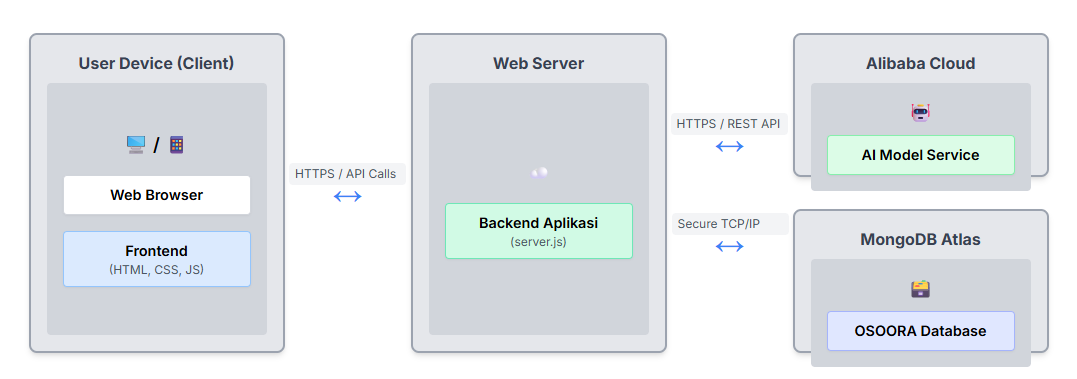 User Device (Client)
/
Web Browser
Frontend
(HTML, CSS, JS)
HTTPS / API Calls
Web Server
Backend Aplikasi
(server.js)
HTTPS / REST API
Secure TCP/IP
Alibaba Cloud
AI Model Service
MongoDB Atlas
OSOORA Database